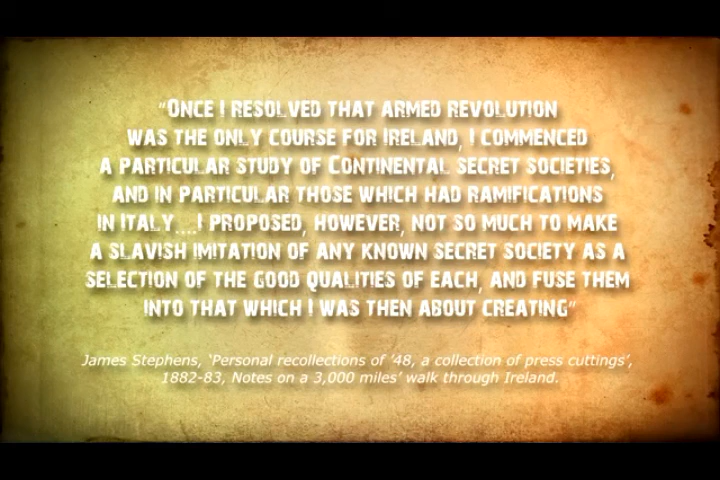 "ONCE I RESOLVED THAT ARMED REVOLUTION
WAS THE ONLY COURSE FOR IRELAND, I COMMENCED
A PARTICULAR STUDY OF CONTINENTAL SECRET SOCIETIES,
AND IN PARTICULAR THOSE WHICH HAD RAMIFICATIONS
IN ITALY....I PROPOSED, HOWEVER, NOT SO MUCH TO MAKE
A SLAVISH IMITATION OF ANY KNOWN SECRET SOCIETY AS A
SELECTION OF THE GOOD QUALITIES OF EACH, AND FUSE THEM
INTO THAT WHICH I WAS THEN ABOUT CREATING"
James Stephens, 'Personal recollections of '48, a collection of press cuttings',
1882-83, Notes on a 3,000 miles' walk through Ireland.